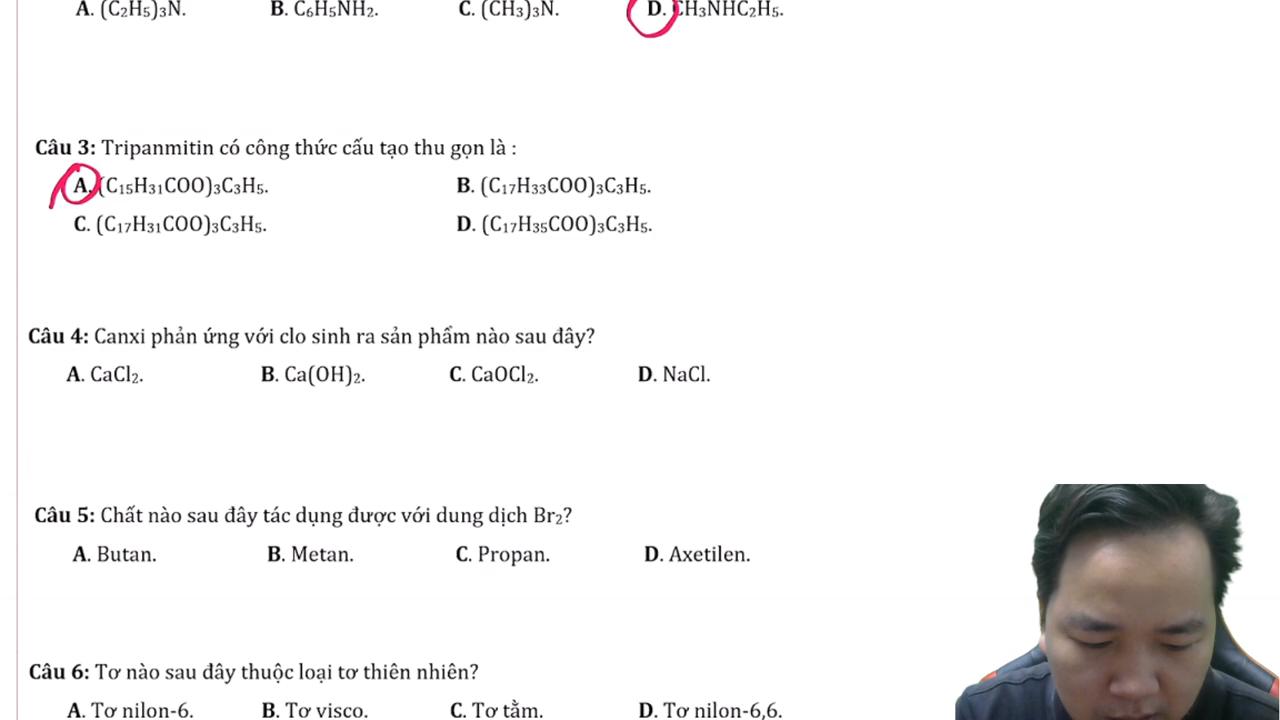 A. (C₂H₅)₃N. B. C₆H₅NH₂. C. (CH₃)₃N. D. CH₃NHC₂H₅.
Câu 3: Tripanmitin có công thức cấu tạo thu gọn là :
A. (C₁₅H₃₁COO)₃C₃H₅. B. (C₁₇H₃₃COO)₃C₃H₅.
C. (C₁₇H₃₁COO)₃C₃H₅. D. (C₁₇H₃₅COO)₃C₃H₅.
Câu 4: Canxi phản ứng với clo sinh ra sản phẩm nào sau đây?
A. CaCl₂. B. Ca(OH)₂. C. CaOCl₂. D. NaCl.
Câu 5: Chất nào sau đây tác dụng được với dung dịch Br₂?
A. Butan. B. Metan. C. Propan. D. Axetilen.
Câu 6: Tơ nào sau đây thuộc loại tơ thiên nhiên?
A. Tơ nilon-6. B. Tơ visco. C. Tơ tằm. D. Tơ nilon-6,6.